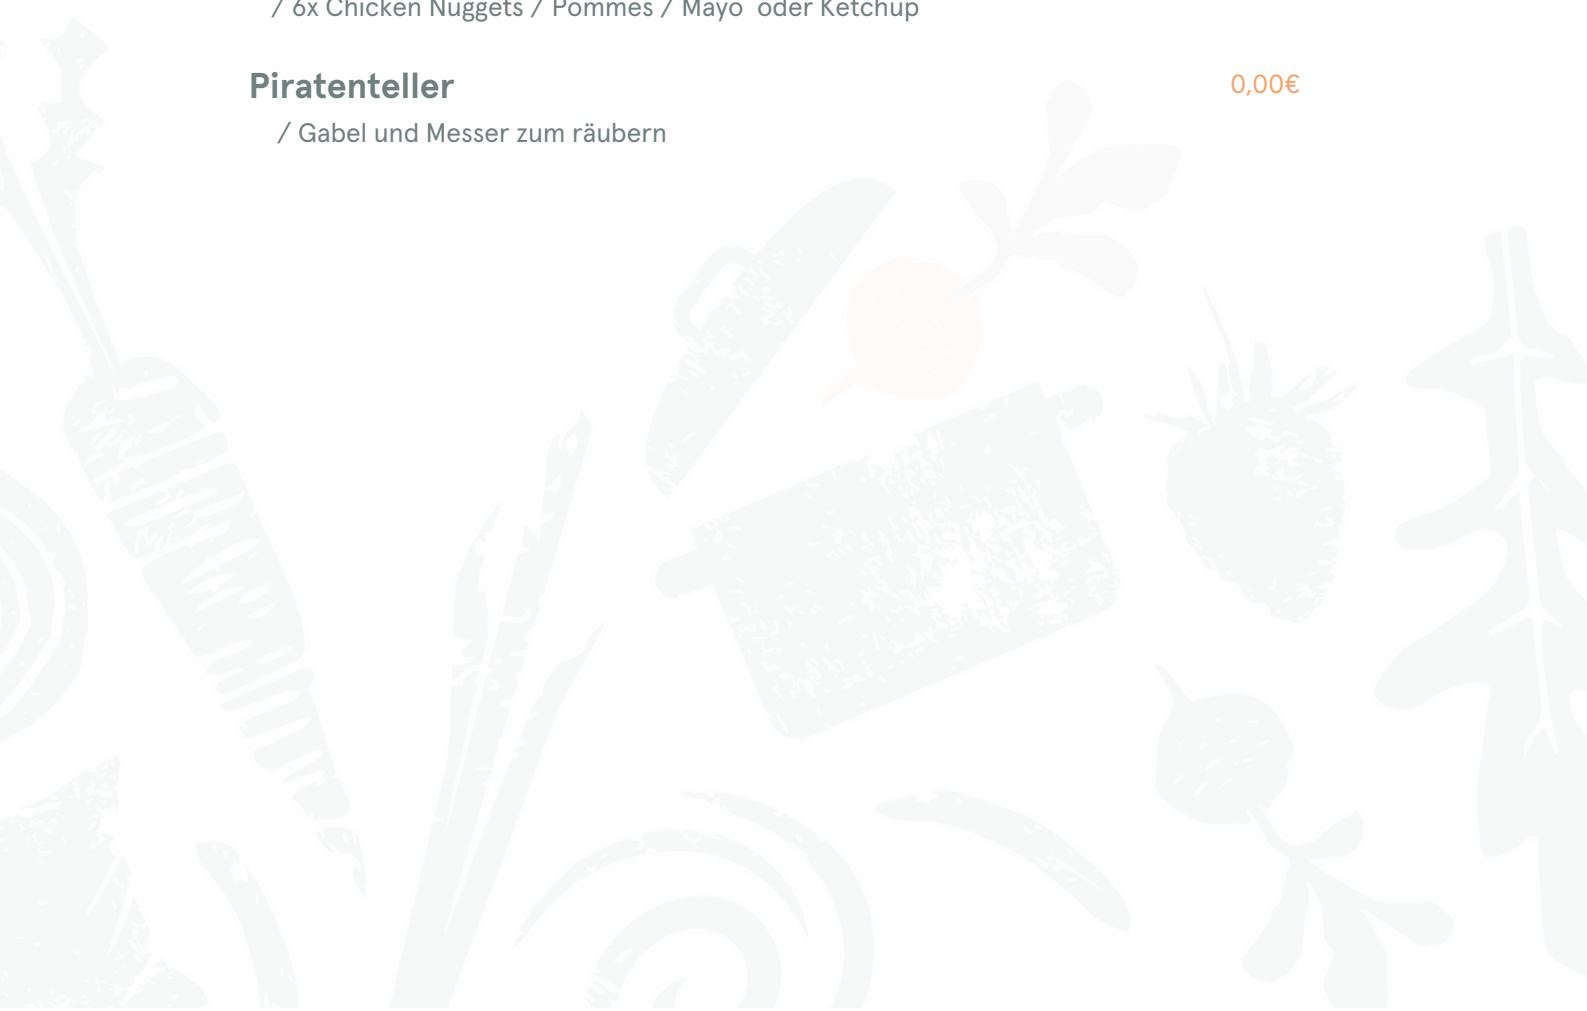 / 6x Chicken Nuggets / Pommes / Mayo  oder Ketchup
Piratenteller 0,00€
/ Gabel und Messer zum räubern